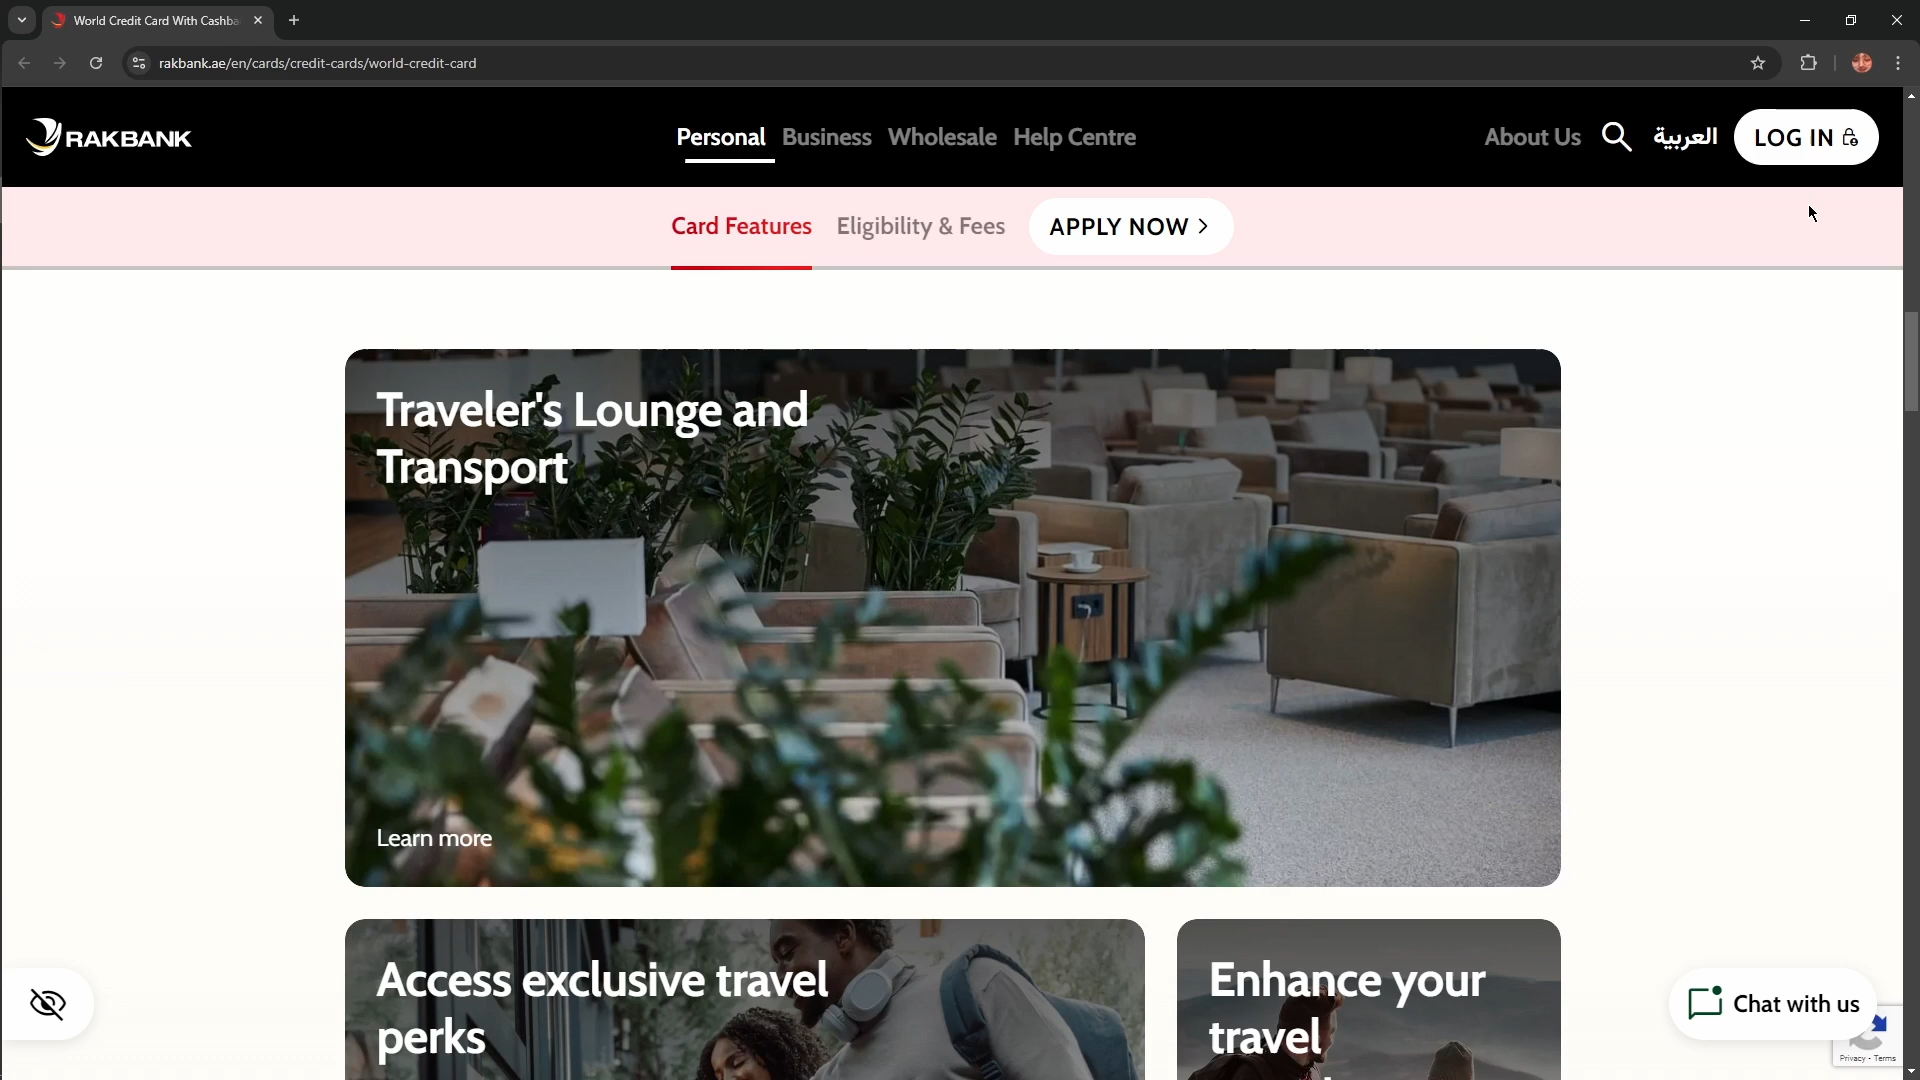 World Credit Card With Cashba
rakbank.ae/en/cards/credit-cards/world-credit-card
RAKBANK
Personal Business Wholesale Help Centre
About Us العربية LOG IN
Card Features Eligibility & Fees APPLY NOW
Traveler's Lounge and
Transport
Learn more
Access exclusive travel
perks
Enhance your
travel
Chat with us
Privacy - Terms